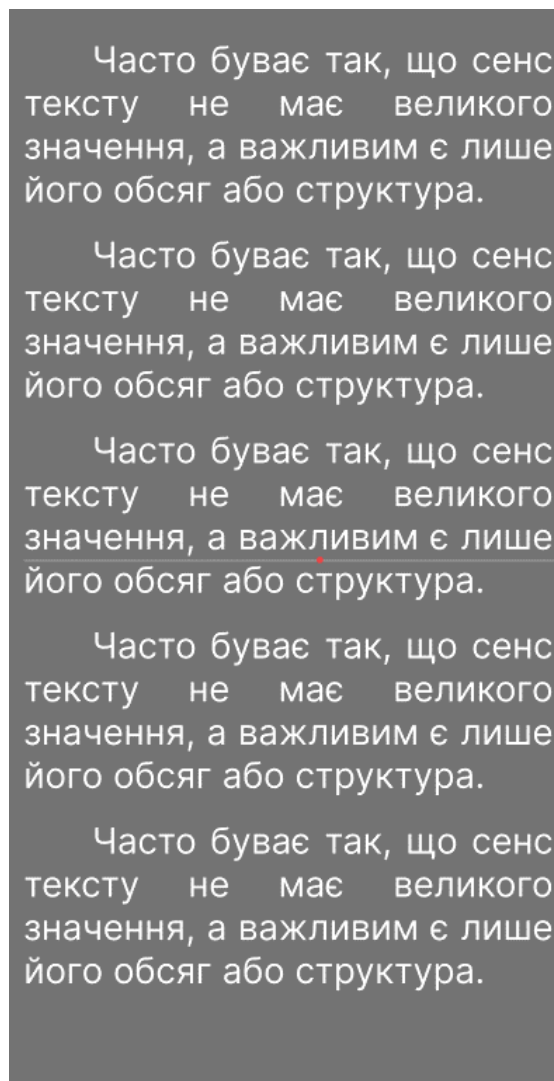 Часто буває так, що сенс
тексту не має великого
значення, а важливим є лише
його обсяг або структура.
Часто буває так, що сенс
тексту не має великого
значення, а важливим є лише
його обсяг або структура.
Часто буває так, що сенс
тексту не має великого
значення, а важливим є лише
його обсяг або структура.
Часто буває так, що сенс
тексту не має великого
значення, а важливим є лише
його обсяг або структура.
Часто буває так, що сенс
тексту не має великого
значення, а важливим є лише
його обсяг або структура.